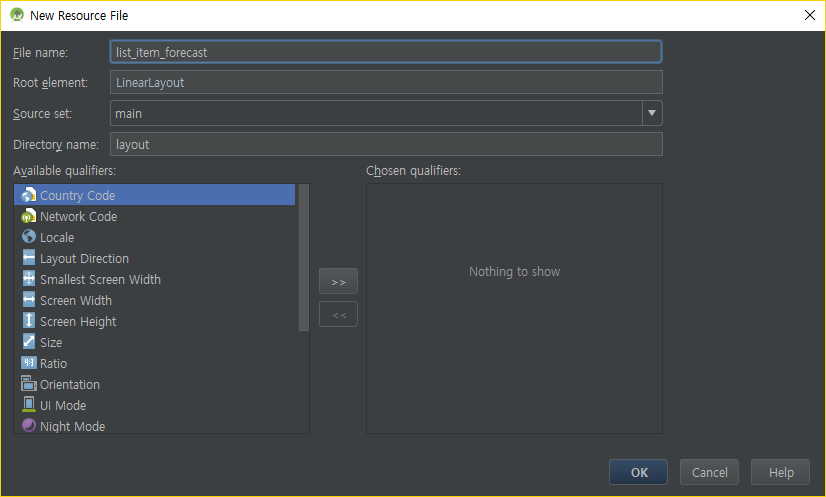 New Resource File
File name: list_item_forecast
Root element: LinearLayout
Source set: main
Directory name: layout
Available qualifiers:
Chosen qualifiers:
Country Code
Network Code
Locale
Layout Direction
Smallest Screen Width
Screen Width
Screen Height
Size
4:3 Ratio
Orientation
UI Mode
Night Mode
>>
<<
Nothing to show
OK Cancel Help